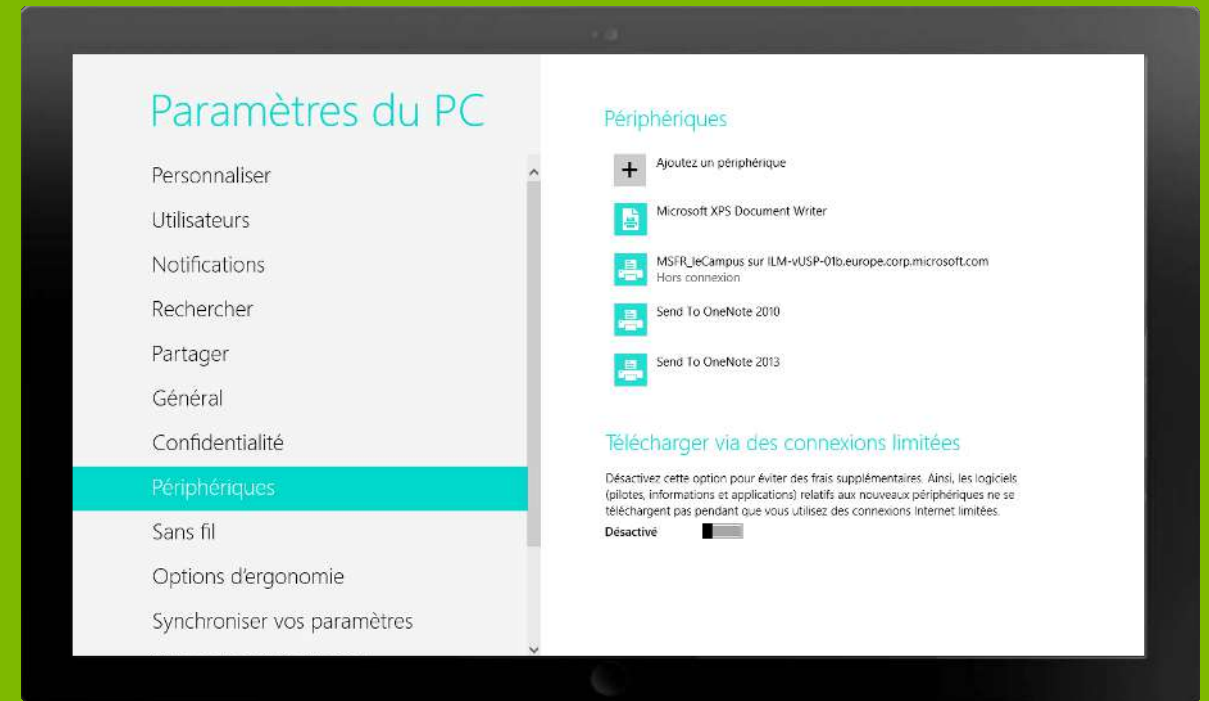 Paramètres du PC
Personnaliser
Utilisateurs
Notifications
Rechercher
Partager
Général
Confidentialité
Périphériques
Sans fil
Options d'ergonomie
Synchroniser vos paramètres
Périphériques
Ajoutez un périphérique
Microsoft XPS Document Writer
MSFR_leCampus sur ILM-vUSP-01b.europe.corp.microsoft.com
Hors connexion
Send To OneNote 2010
Send To OneNote 2013
Télécharger via des connexions limitées
Désactivez cette option pour éviter des frais supplémentaires. Ainsi, les logiciels
(pilotes, informations et applications) relatifs aux nouveaux périphériques ne se
téléchargent pas pendant que vous utilisez des connexions Internet limitées.
Désactivé